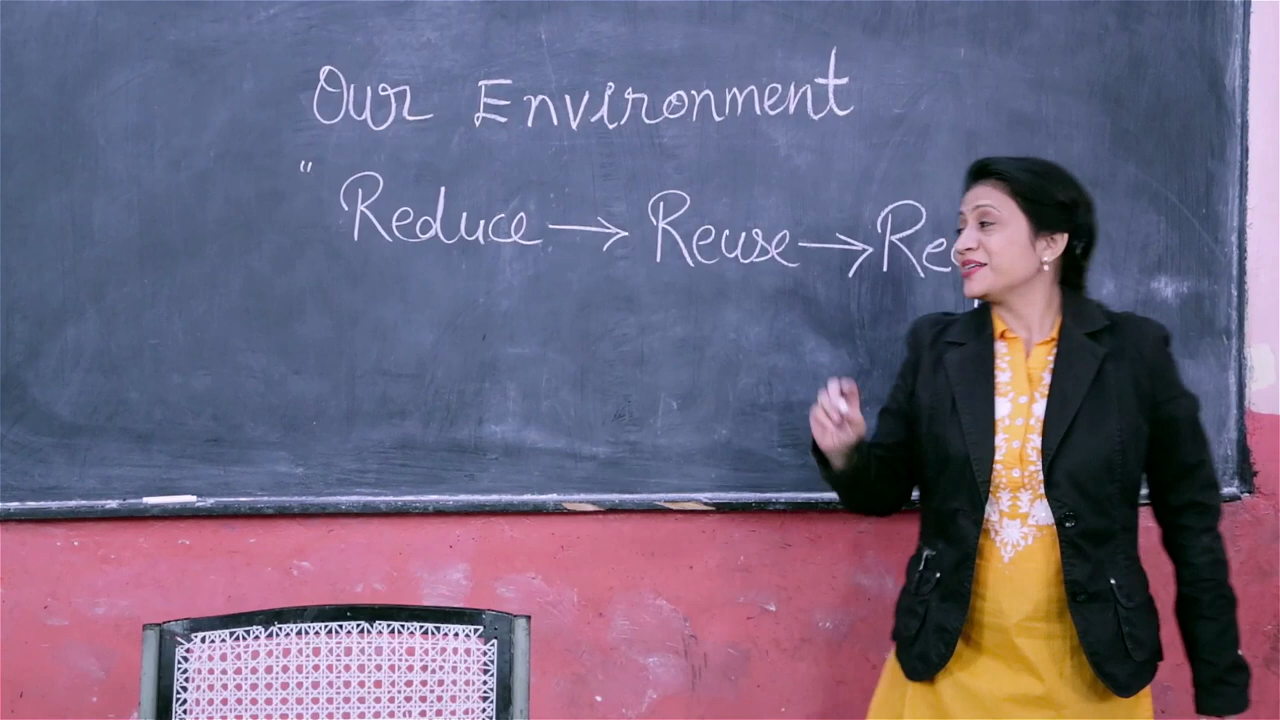 Our Environment
" Reduce → Reuse → Re